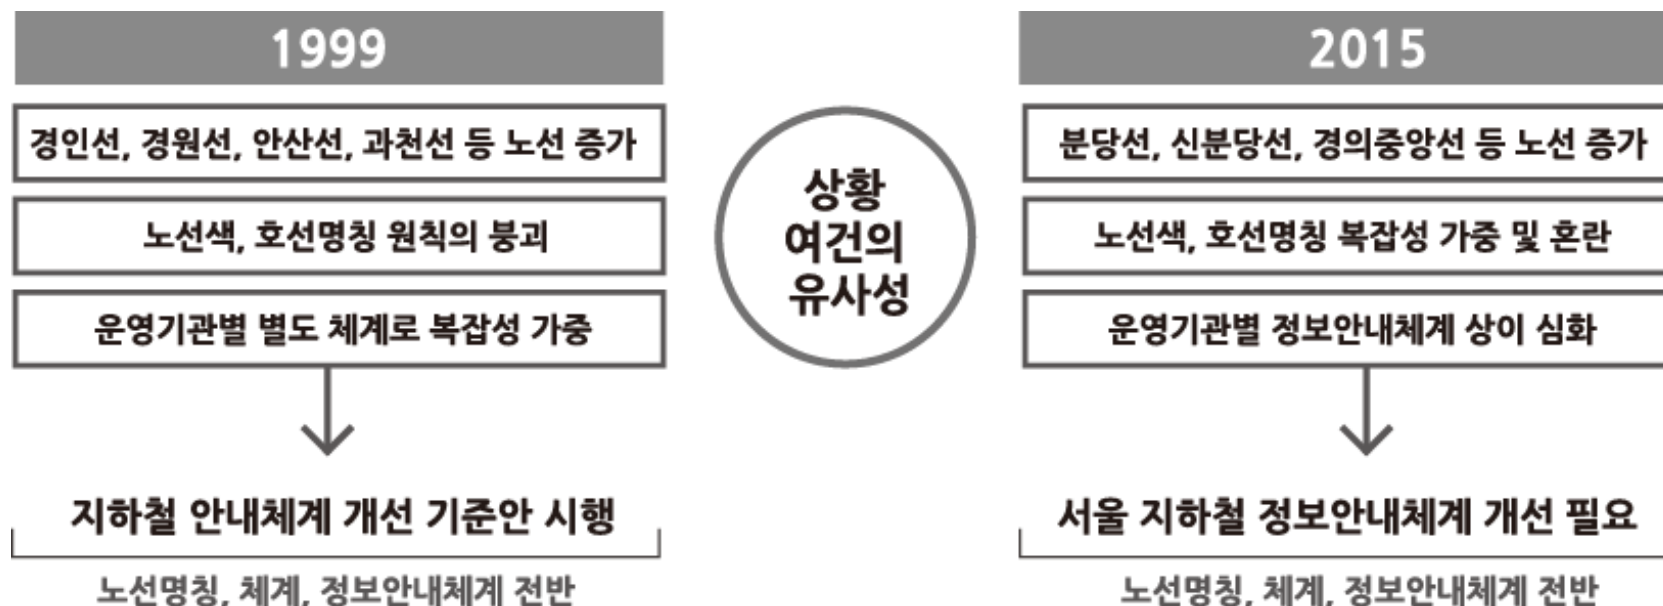 1999
경인선, 경원선, 안산선, 과천선 등 노선 증가
노선색, 호선명칭 원칙의 붕괴
운영기관별 별도 체계로 복잡성 가중
지하철 안내체계 개선 기준안 시행
노선명칭, 체계, 정보안내체계 전반
상황
여건의
유사성
2015
분당선, 신분당선, 경의중앙선 등 노선 증가
노선색, 호선명칭 복잡성 가중 및 혼란
운영기관별 정보안내체계 상이 심화
서울 지하철 정보안내체계 개선 필요
노선명칭, 체계, 정보안내체계 전반